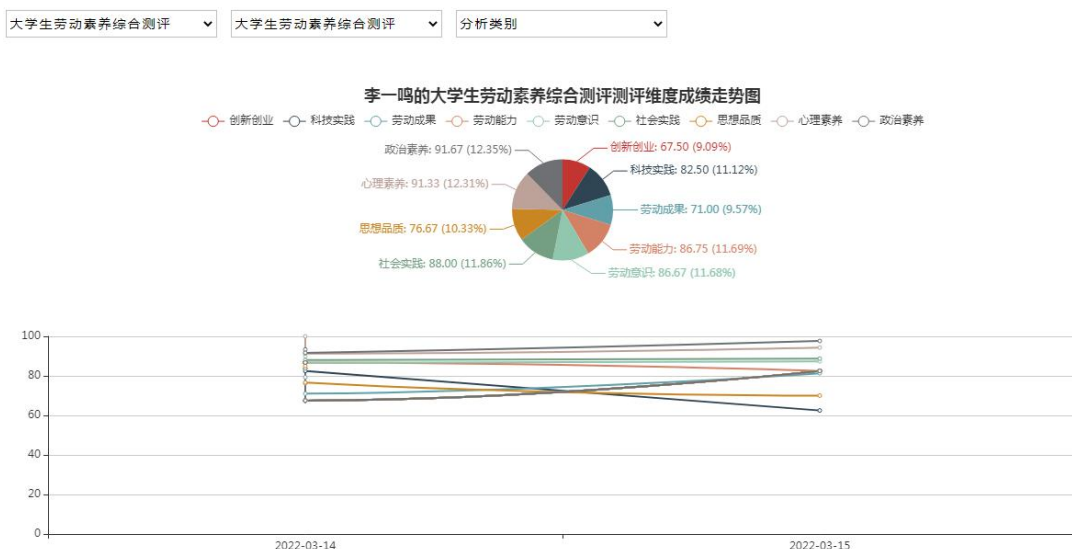 大学生劳动素养综合测评 大学生劳动素养综合测评 分析类别
李一鸣的大学生劳动素养综合测评测评维度成绩走势图
创新创业 科技实践 劳动成果 劳动能力 劳动意识 社会实践 思想品质 心理素养 政治素养
政治素养: 91.67 (12.35%)
创新创业: 67.50 (9.09%)
科技实践: 82.50 (11.12%)
心理素养: 91.33 (12.31%)
劳动成果: 71.00 (9.57%)
思想品质: 76.67 (10.33%)
劳动能力: 86.75 (11.69%)
社会实践: 88.00 (11.86%)
劳动意识: 86.67 (11.68%)
100
80
60
40
20
0
2022-03-14 2022-03-15